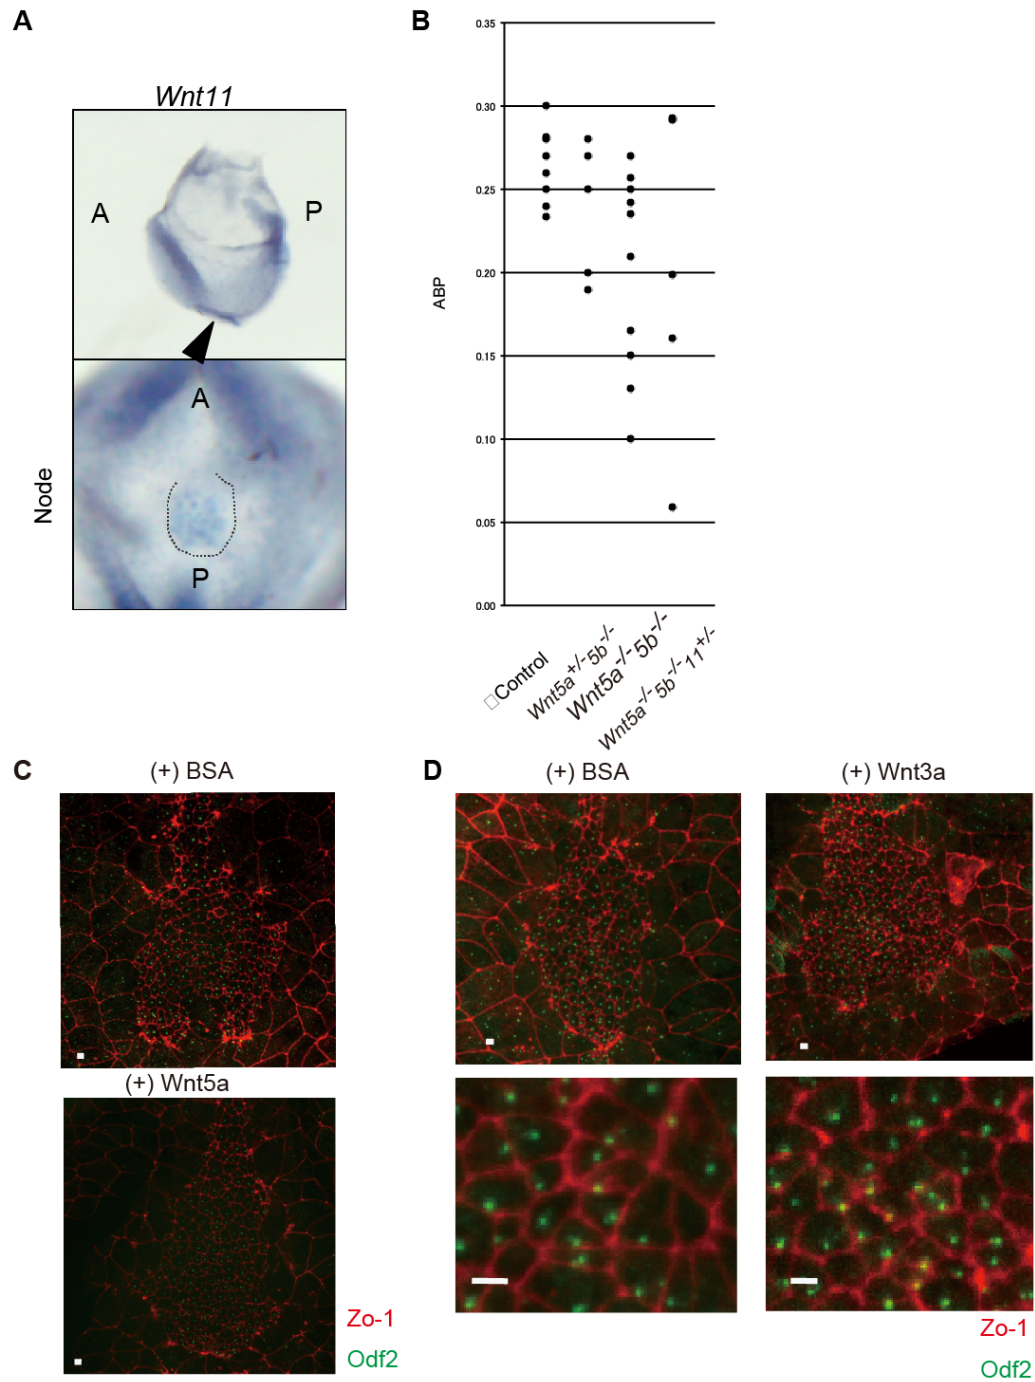 A
Wnt11
A
P
A
Node
P
B
0.35
0.30
0.25
0.20
0.15
0.10
0.05
0.00
ABP
□Control
Wnt5a+/-5b-/-
Wnt5a-/-5b-/-
Wnt5a-/-5b-/-11+/-
C
(+) BSA
(+) Wnt5a
Zo-1
Odf2
D
(+) BSA
(+) Wnt3a
Zo-1
Odf2